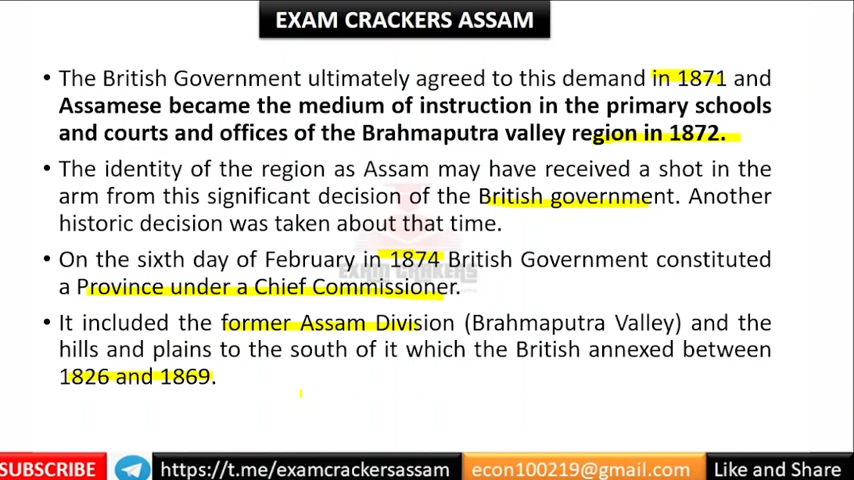 EXAM CRACKERS ASSAM
• The British Government ultimately agreed to this demand in 1871 and
Assamese became the medium of instruction in the primary schools
and courts and offices of the Brahmaputra valley region in 1872.
• The identity of the region as Assam may have received a shot in the
arm from this significant decision of the British government. Another
historic decision was taken about that time.
• On the sixth day of February in 1874 British Government constituted
EXAM CRAKERS
a Province under a Chief Commissioner.
• It included the former Assam Division (Brahmaputra Valley) and the
hills and plains to the south of it which the British annexed between
1826 and 1869.
SUBSCRIBE https://t.me/examcrackersassam econ100219@gmail.com Like and Share